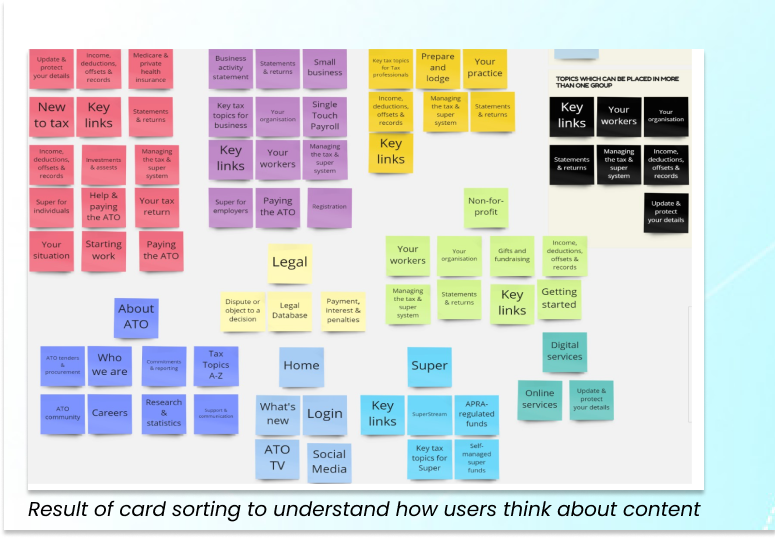 Update &
protect
your details
Income,
deductions,
offsets &
records
Medicare &
private
health
insurance
New
to tax
Key
links
Statements
& returns
Income,
deductions,
offsets &
records
Investments
& assests
Managing
the tax &
super
system
Super for
individuals
Help &
paying
the ATO
Your tax
return
Your
situation
Starting
work
Paying
the ATO
Business
activity
statement
Statements
& returns
Small
business
Key tax
topics for
business
Your
organisation
Single
Touch
Payroll
Key
links
Your
workers
Managing
the tax &
super
system
Super for
employers
Paying
the ATO
Registration
Key tax topics
for Tax
professionals
Prepare
and
lodge
Your
practice
Income,
deductions,
offsets &
records
Managing
the tax &
super
system
Statements
& returns
Key
links
TOPICS WHICH CAN BE PLACED IN MORE
THAN ONE GROUP
Key
links
Your
workers
Your
organisation
Statements
& returns
Managing
the tax &
super
system
Income,
deductions,
offsets &
records
Update &
protect
your details
Non-for-
profit
Your
workers
Your
organisation
Gifts and
fundraising
Income,
deductions,
offsets &
records
Managing
the tax &
super
system
Statements
& returns
Key
links
Getting
started
Legal
Dispute or
object to a
decision
Legal
Database
Payment,
interest &
penalties
About
ATO
ATO tenders
&
procurement
Who
we are
Commitments
& reporting
Tax
Topics
A-Z
ATO
community
Careers
Research
&
statistics
Support &
communication
Home
What's
new
Login
ATO
TV
Social
Media
Super
Key
links
SuperStream
APRA-
regulated
funds
Key tax
topics for
Super
Self-
managed
super
funds
Digital
services
Online
services
Update &
protect
your details
Result of card sorting to understand how users think about content